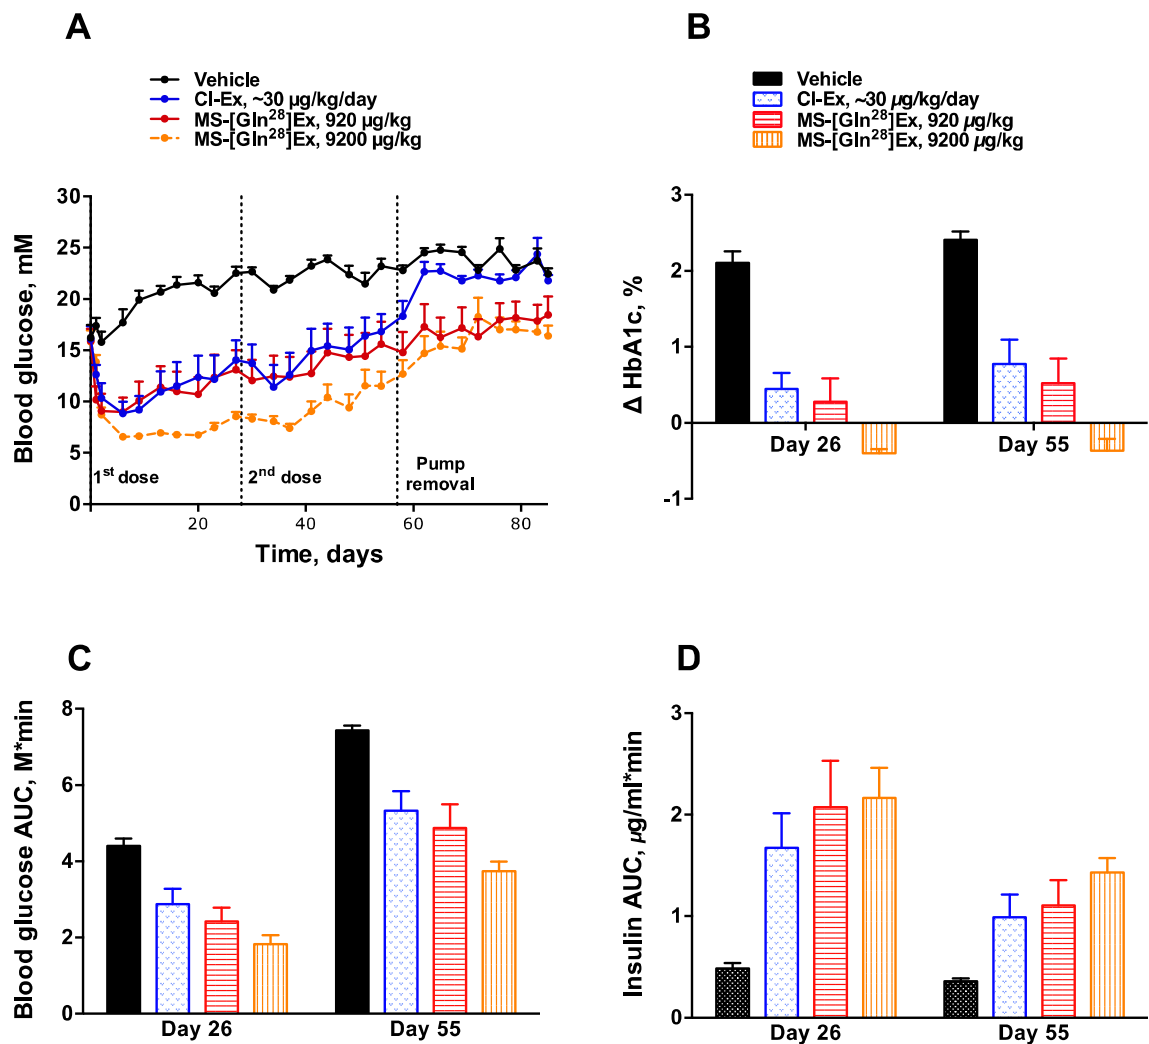 A
Vehicle
CI-Ex, ~30 µg/kg/day
MS-[Gln²⁸]Ex, 920 µg/kg
MS-[Gln²⁸]Ex, 9200 µg/kg
30
25
20
15
10
5
0
Blood glucose, mM
1ˢᵗ dose
2ⁿᵈ dose
Pump
removal
20
40
60
80
Time, days
B
Vehicle
CI-Ex, ~30 µg/kg/day
MS-[Gln²⁸]Ex, 920 µg/kg
MS-[Gln²⁸]Ex, 9200 µg/kg
3
2
1
0
-1
Δ HbA1c, %
Day 26
Day 55
C
8
6
4
2
0
Blood glucose AUC, M*min
Day 26
Day 55
D
3
2
1
0
Insulin AUC, µg/ml*min
Day 26
Day 55